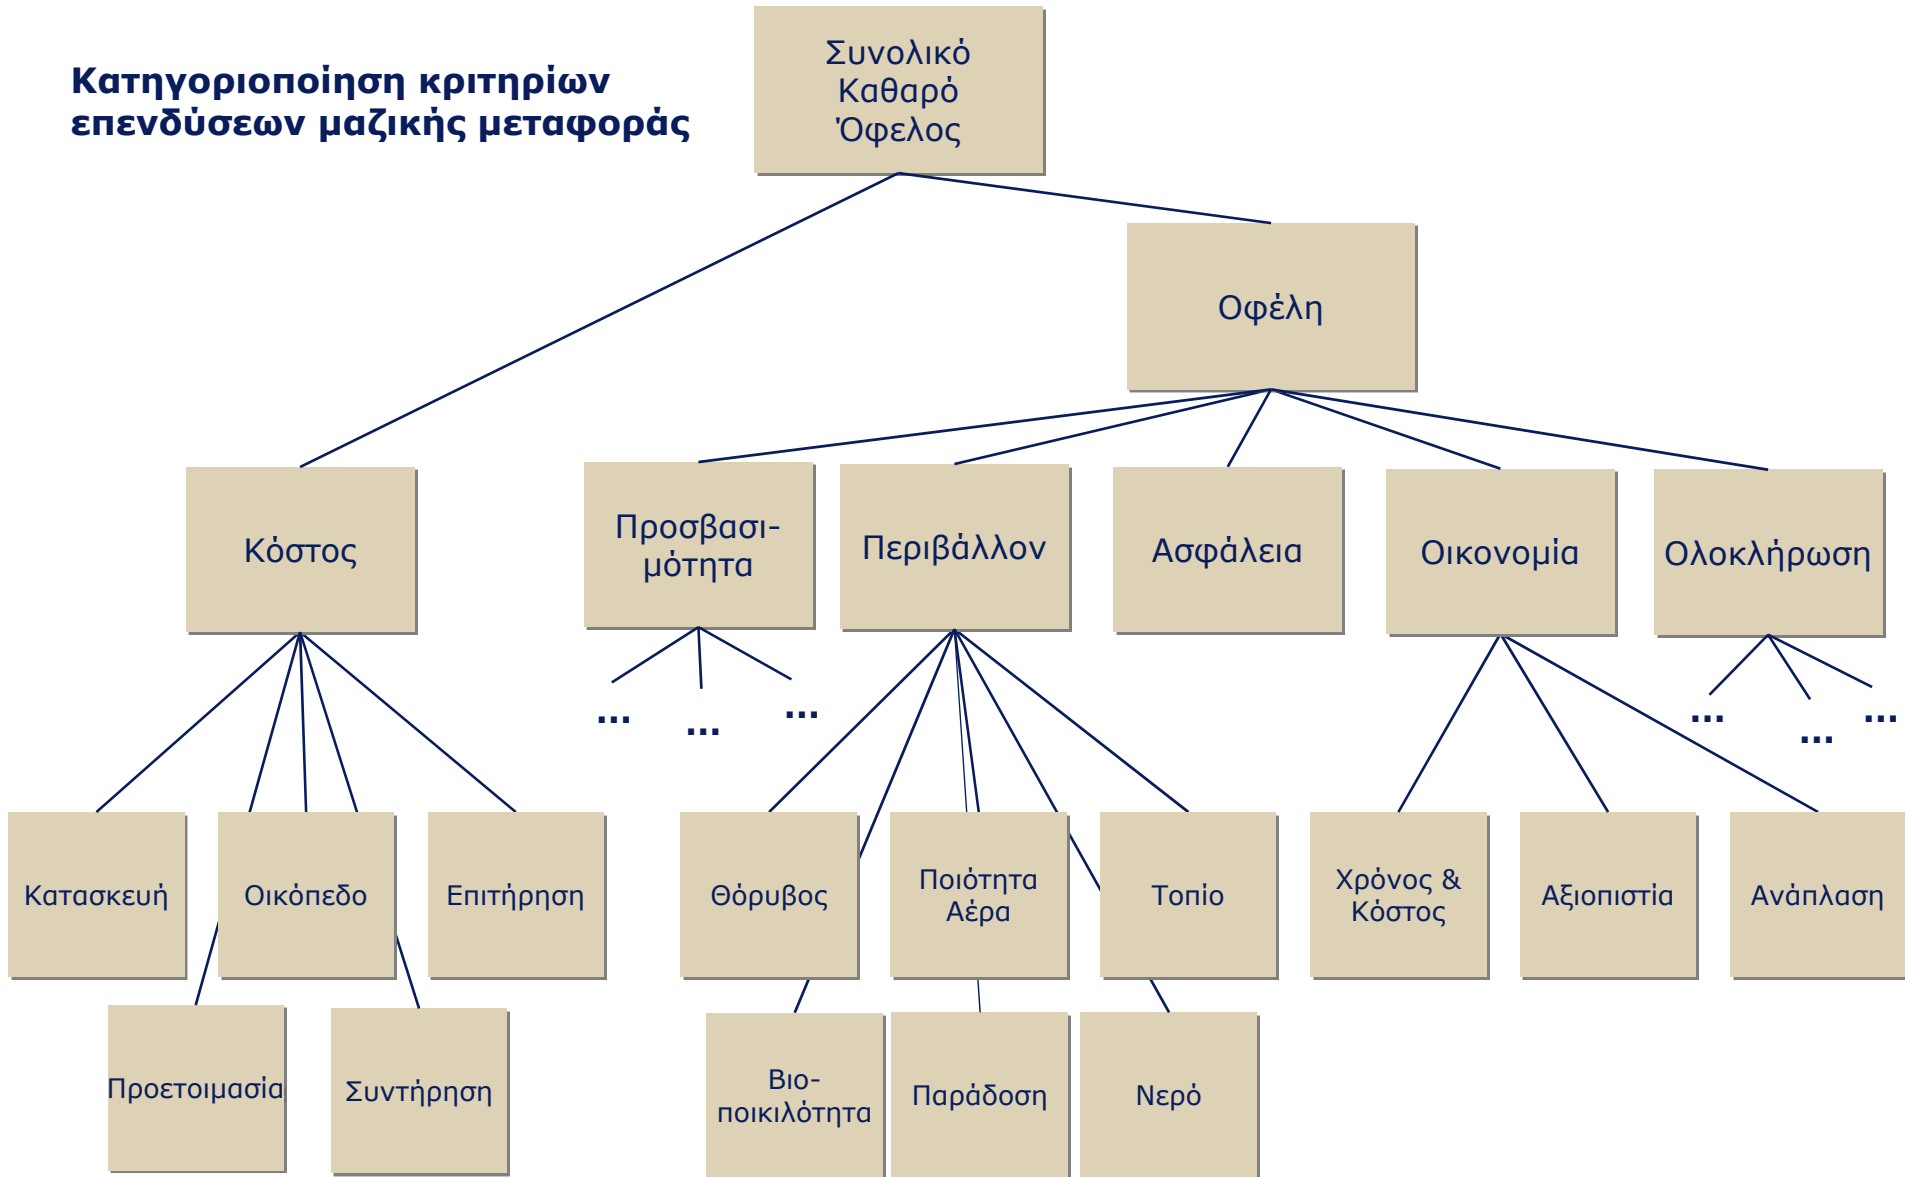 Κατηγοριοποίηση κριτηρίων
επενδύσεων μαζικής μεταφοράς
Συνολικό
Καθαρό
Όφελος
Οφέλη
Κόστος
Προσβασι-
μότητα
Περιβάλλον
Ασφάλεια
Οικονομία
Ολοκλήρωση
...
...
...
...
...
...
Κατασκευή
Οικόπεδο
Επιτήρηση
Θόρυβος
Ποιότητα
Αέρα
Τοπίο
Χρόνος &
Κόστος
Αξιοπιστία
Ανάπλαση
Προετοιμασία
Συντήρηση
Βιο-
ποικιλότητα
Παράδοση
Νερό